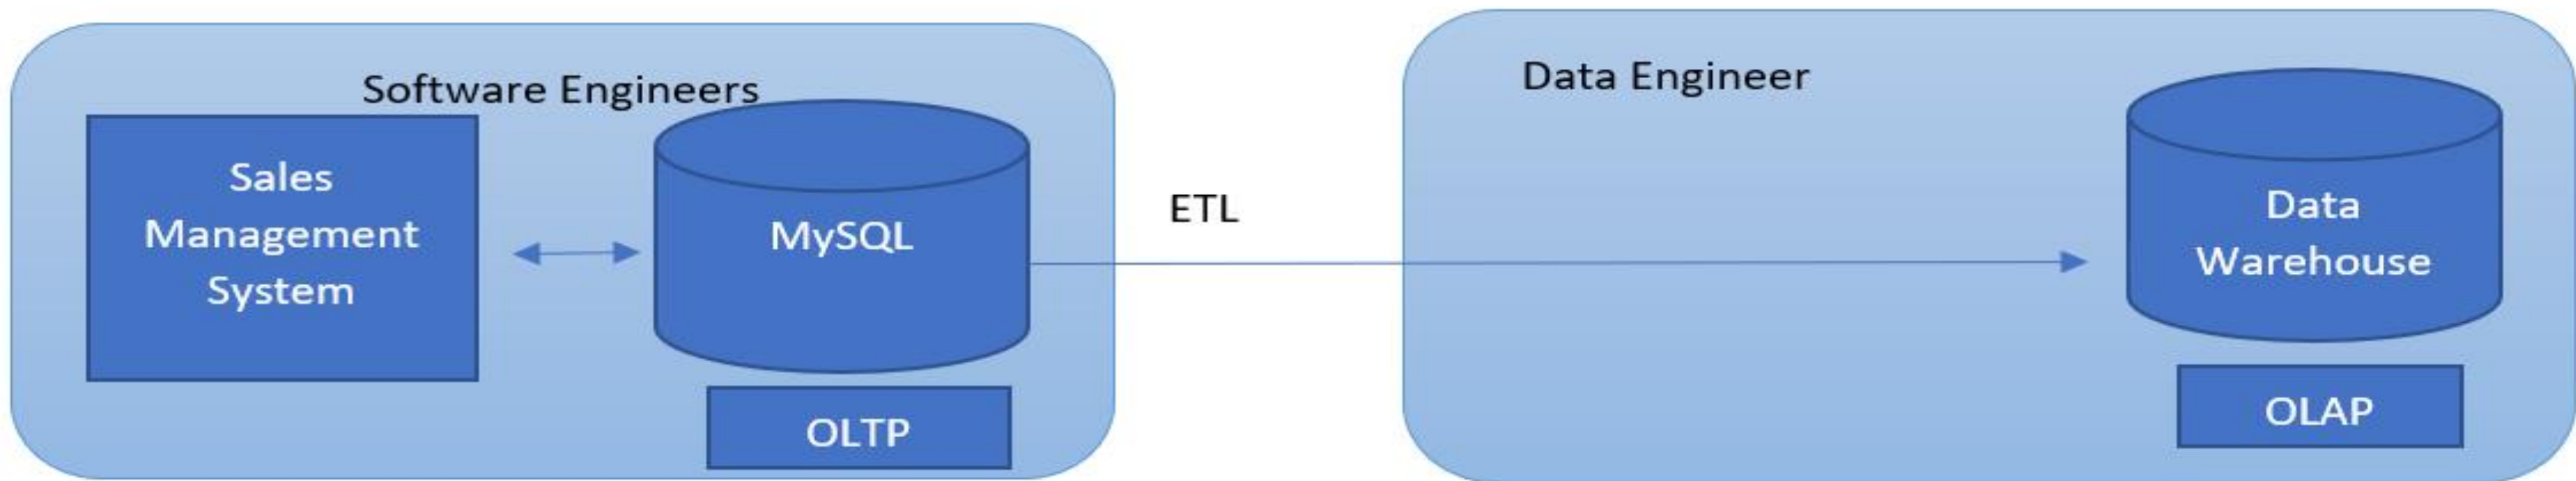 Software Engineers
Sales
Management
System
MySQL
OLTP
ETL
Data Engineer
Data
Warehouse
OLAP